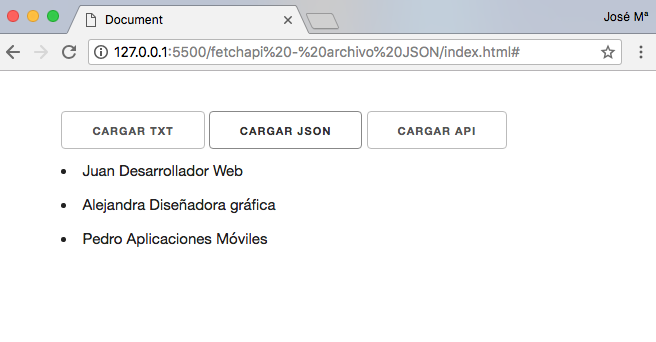 Document
José Mª
127.0.0.1:5500/fetchapi%20-%20archivo%20JSON/index.html#
CARGAR TXT CARGAR JSON CARGAR API
• Juan Desarrollador Web
• Alejandra Diseñadora gráfica
• Pedro Aplicaciones Móviles